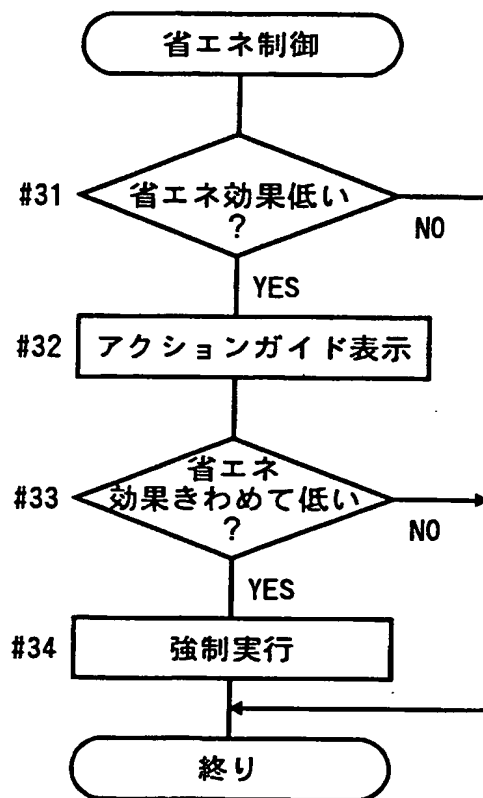 省エネ制御
#31
省エネ効果低い
?
NO
YES
#32
アクションガイド表示
#33
省エネ
効果きわめて低い
?
NO
YES
#34
強制実行
終り